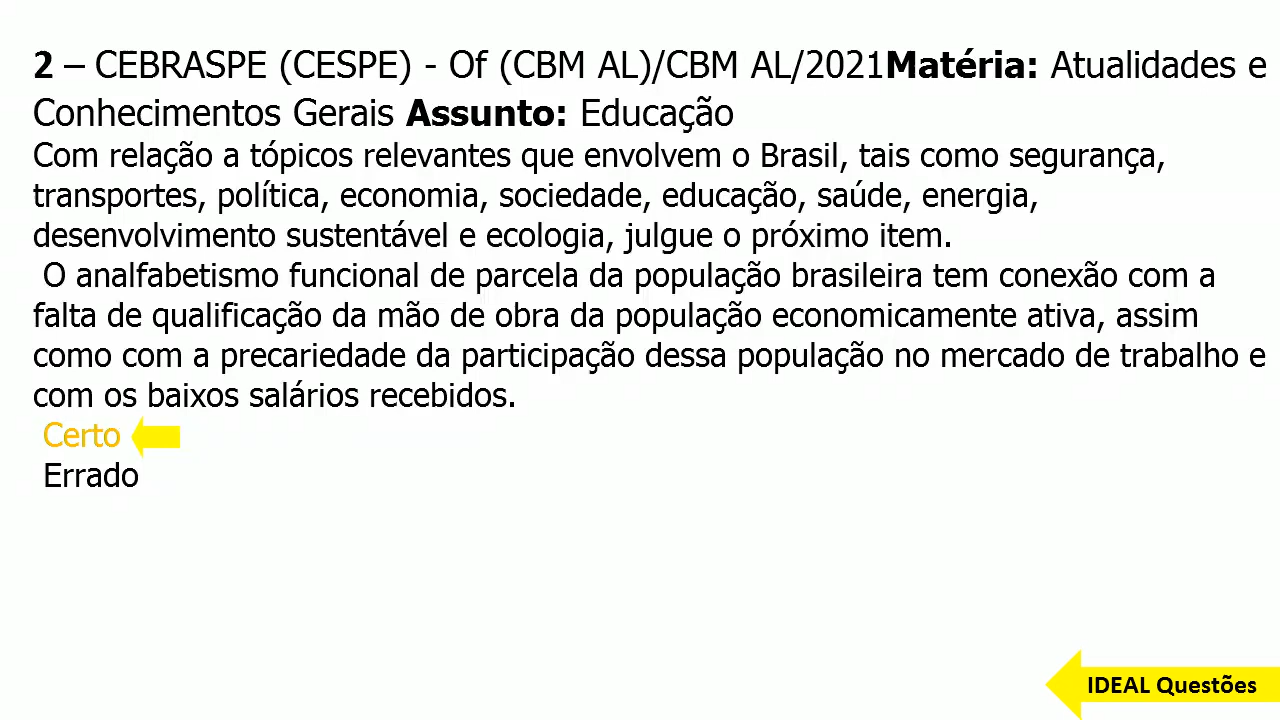 2 – CEBRASPE (CESPE) - Of (CBM AL)/CBM AL/2021Matéria: Atualidades e
Conhecimentos Gerais Assunto: Educação
Com relação a tópicos relevantes que envolvem o Brasil, tais como segurança,
transportes, política, economia, sociedade, educação, saúde, energia,
desenvolvimento sustentável e ecologia, julgue o próximo item.
O analfabetismo funcional de parcela da população brasileira tem conexão com a
falta de qualificação da mão de obra da população economicamente ativa, assim
como com a precariedade da participação dessa população no mercado de trabalho e
com os baixos salários recebidos.
Certo
Errado
IDEAL Questões